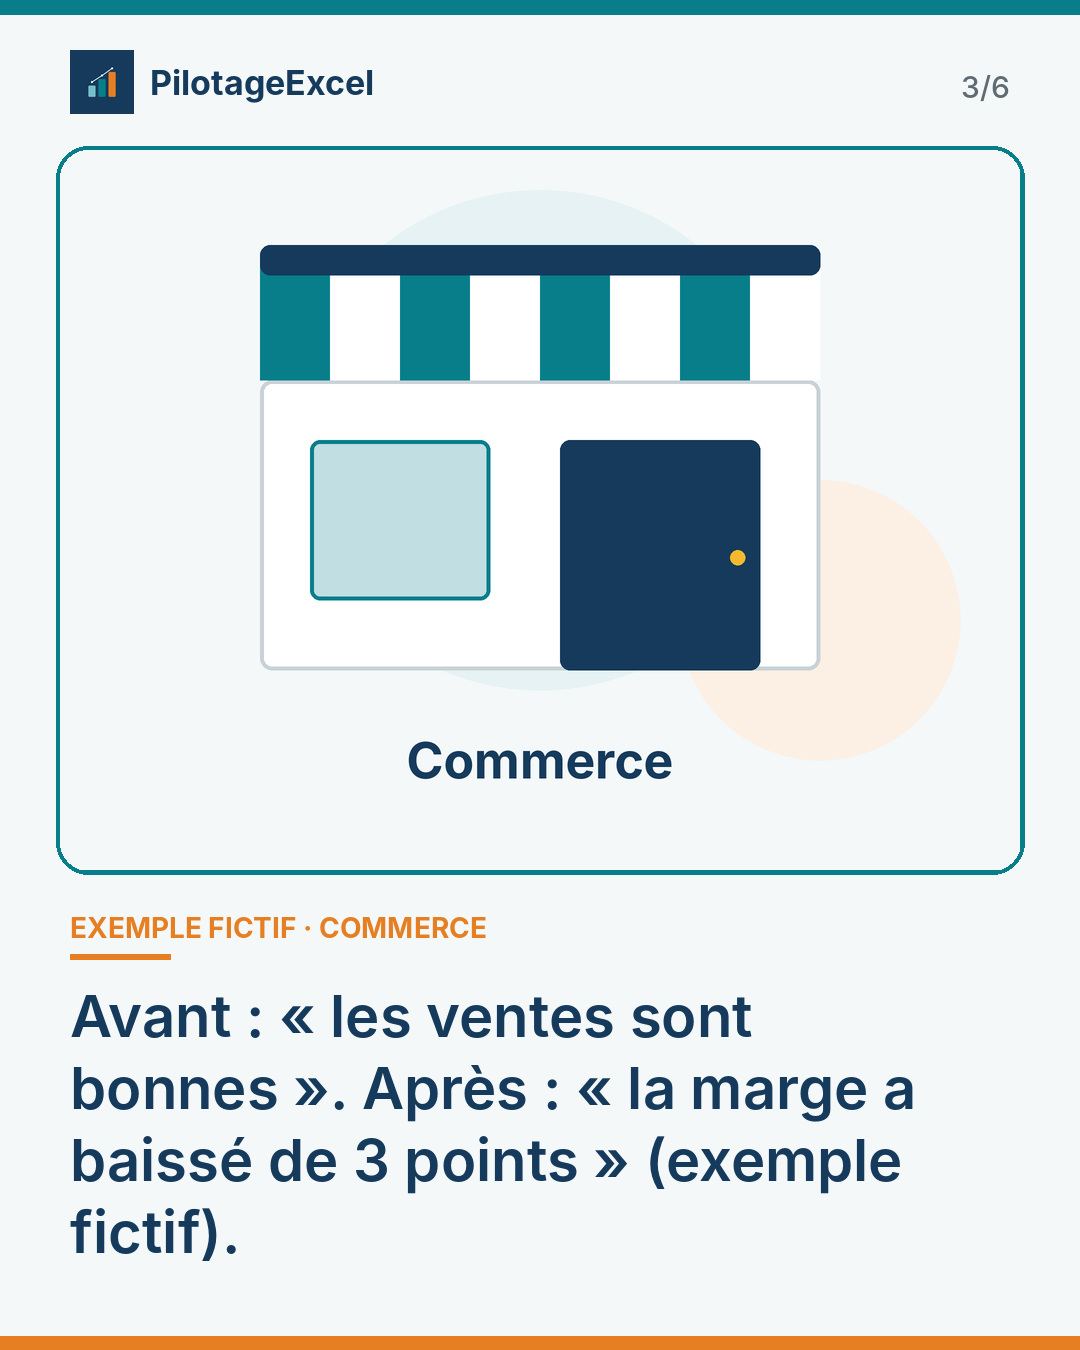 PilotageExcel
3/6
Commerce
EXEMPLE FICTIF · COMMERCE
Avant : « les ventes sont
bonnes ». Après : « la marge a
baissé de 3 points » (exemple
fictif).